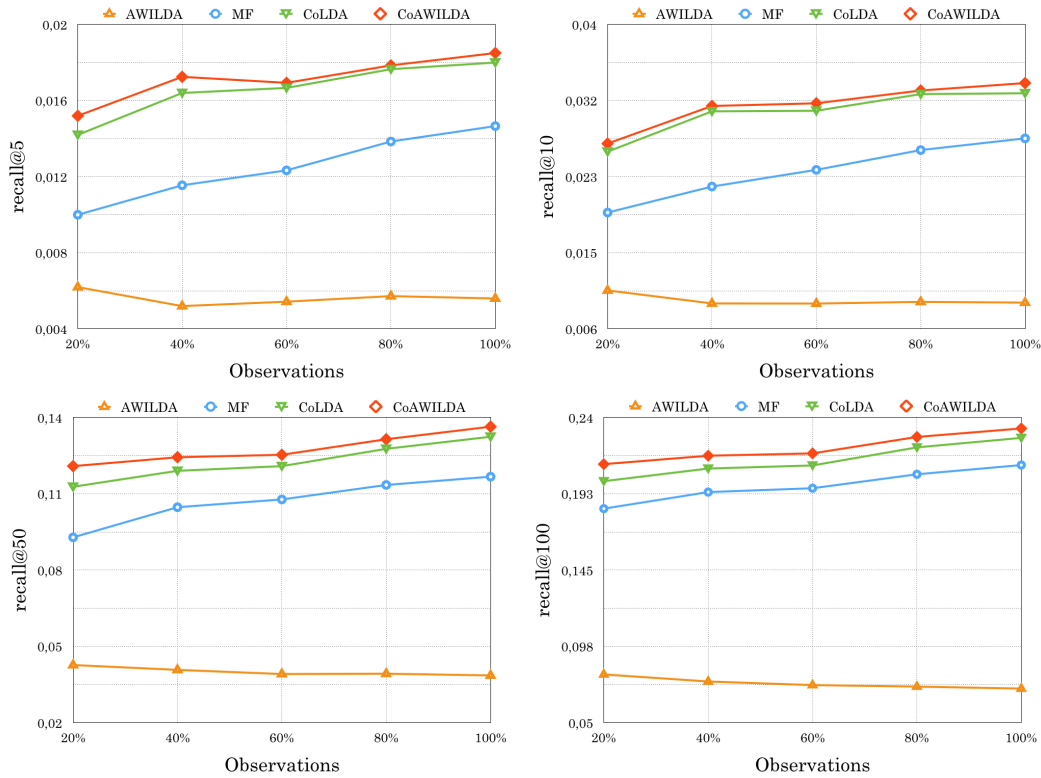 AWILDA MF CoLDA CoAWILDA
0,02
0,016
0,012
0,008
0,004
recall@5
20% 40% 60% 80% 100%
Observations
AWILDA MF CoLDA CoAWILDA
0,04
0,032
0,023
0,015
0,006
recall@10
20% 40% 60% 80% 100%
Observations
AWILDA MF CoLDA CoAWILDA
0,14
0,11
0,08
0,05
0,02
recall@50
20% 40% 60% 80% 100%
Observations
AWILDA MF CoLDA CoAWILDA
0,24
0,193
0,145
0,098
0,05
recall@100
20% 40% 60% 80% 100%
Observations